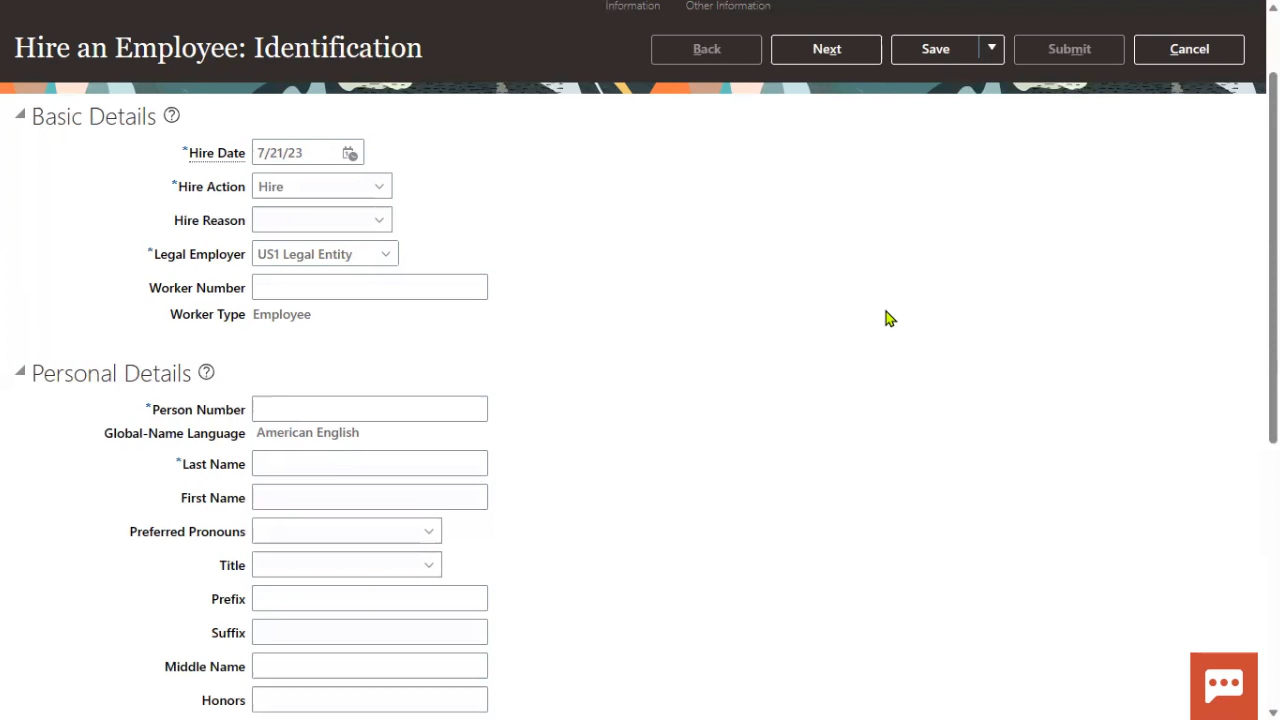 Information Other Information
Hire an Employee: Identification
Back Next Save Submit Cancel
Basic Details
*Hire Date 7/21/23
*Hire Action Hire
Hire Reason
*Legal Employer US1 Legal Entity
Worker Number
Worker Type Employee
Personal Details
*Person Number
Global-Name Language American English
*Last Name
First Name
Preferred Pronouns
Title
Prefix
Suffix
Middle Name
Honors